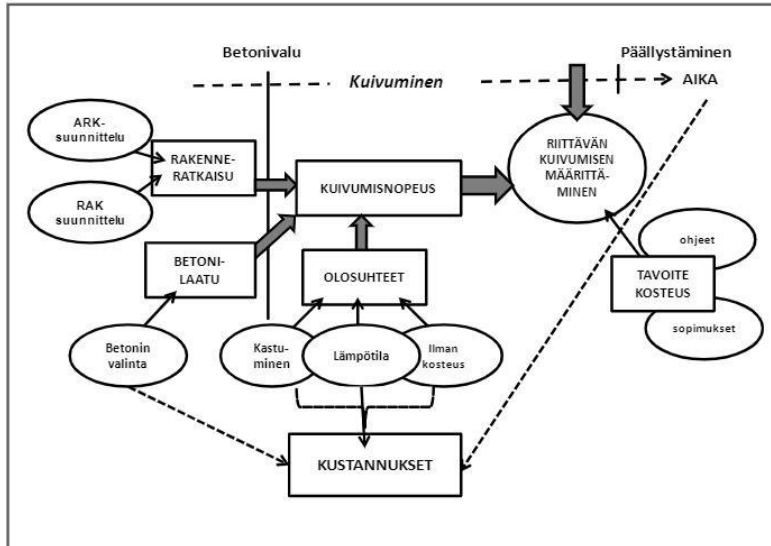 Betonivalu
Päällystäminen
Kuivuminen
AIKA
ARK-
suunnittelu
RAKENNE-
RATKAISU
RAK
suunnittelu
KUIVUMISNOPEUS
RIITTÄVÄN
KUIVUMISEN
MÄÄRITTÄ-
MINEN
BETONI-
LAATU
OLOSUHTEET
ohjeet
TAVOITE
KOSTEUS
sopimukset
Betonin
valinta
Kastu-
minen
Lämpötila
Ilman
kosteus
KUSTANNUKSET